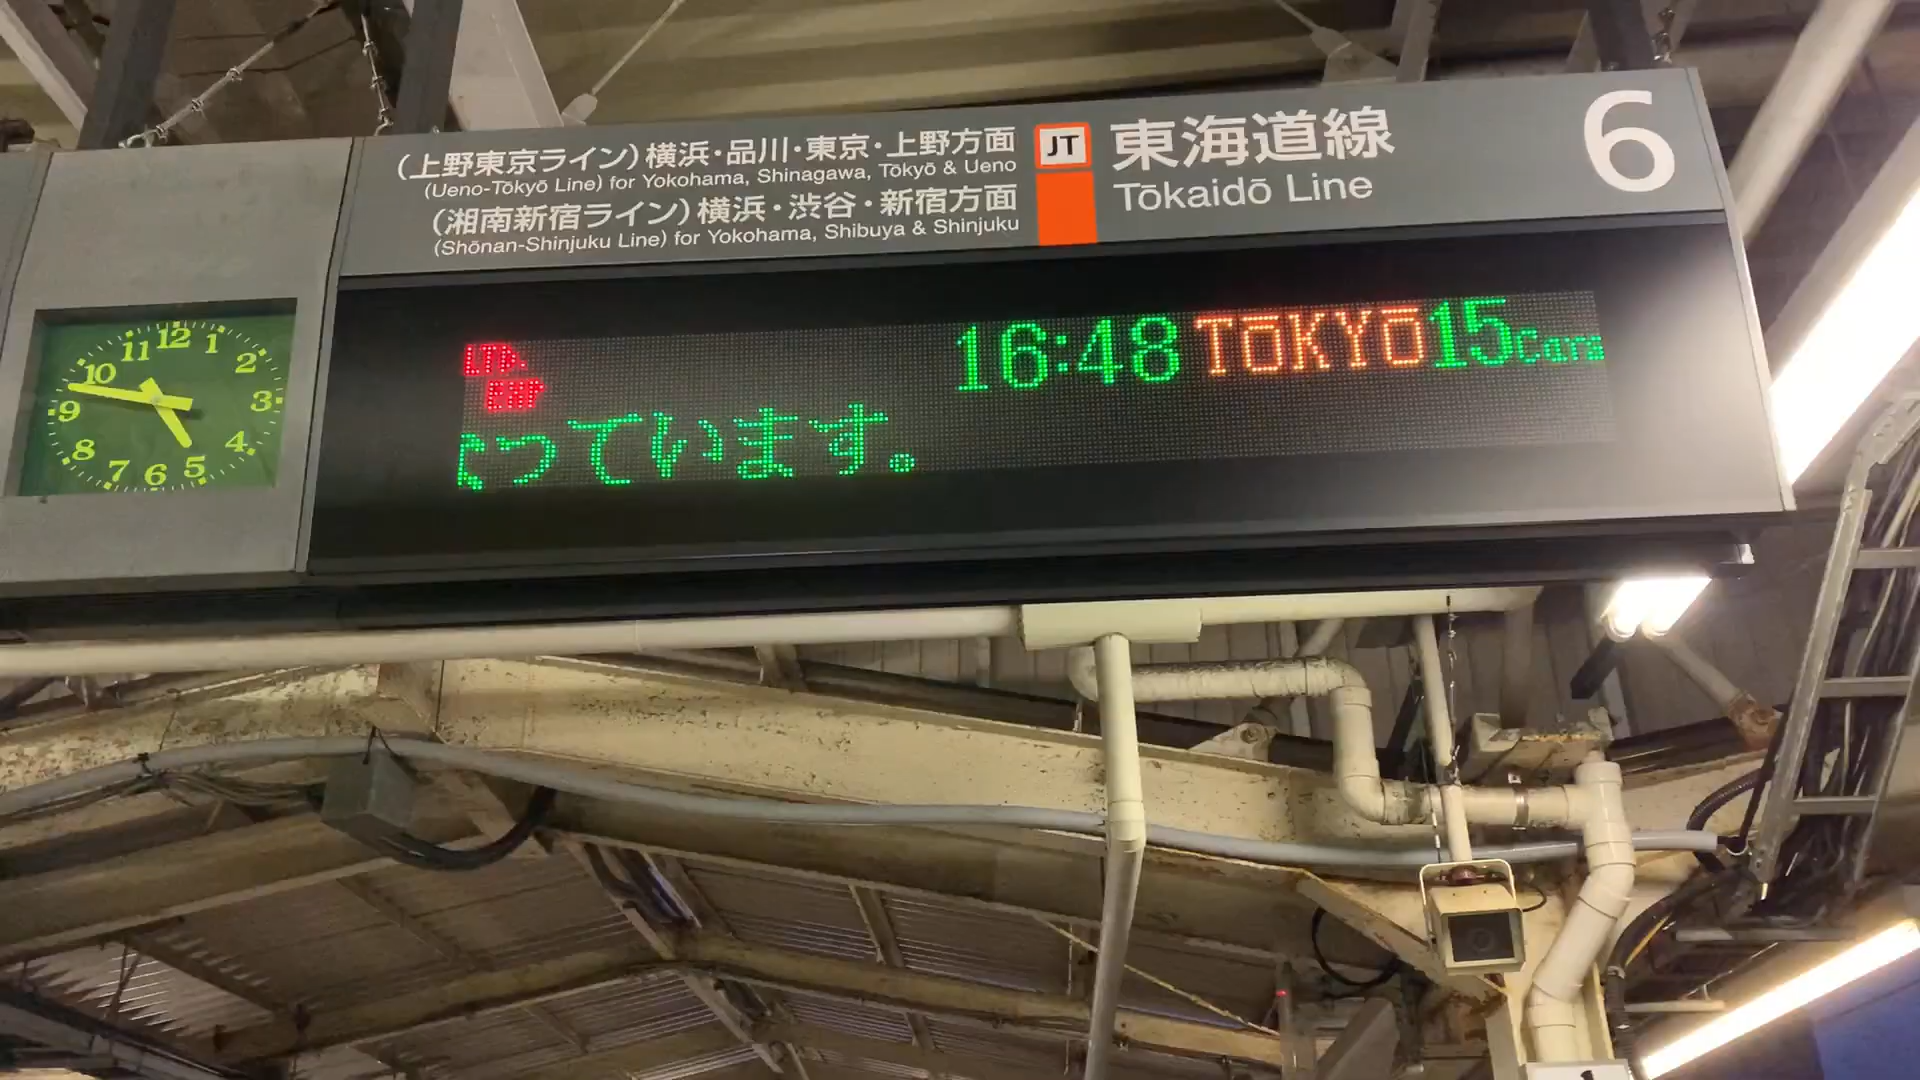 (上野東京ライン)横浜・品川・東京・上野方面
(Ueno-Tōkyō Line) for Yokohama, Shinagawa, Tōkyō & Ueno
(湘南新宿ライン)横浜・渋谷・新宿方面
(Shōnan-Shinjuku Line) for Yokohama, Shibuya & Shinjuku
JT
東海道線
Tōkaidō Line
6
12
1
2
3
4
5
6
7
8
9
10
11
LTD.
EXP
16:48 TŌKYŌ 15Cars
っています。